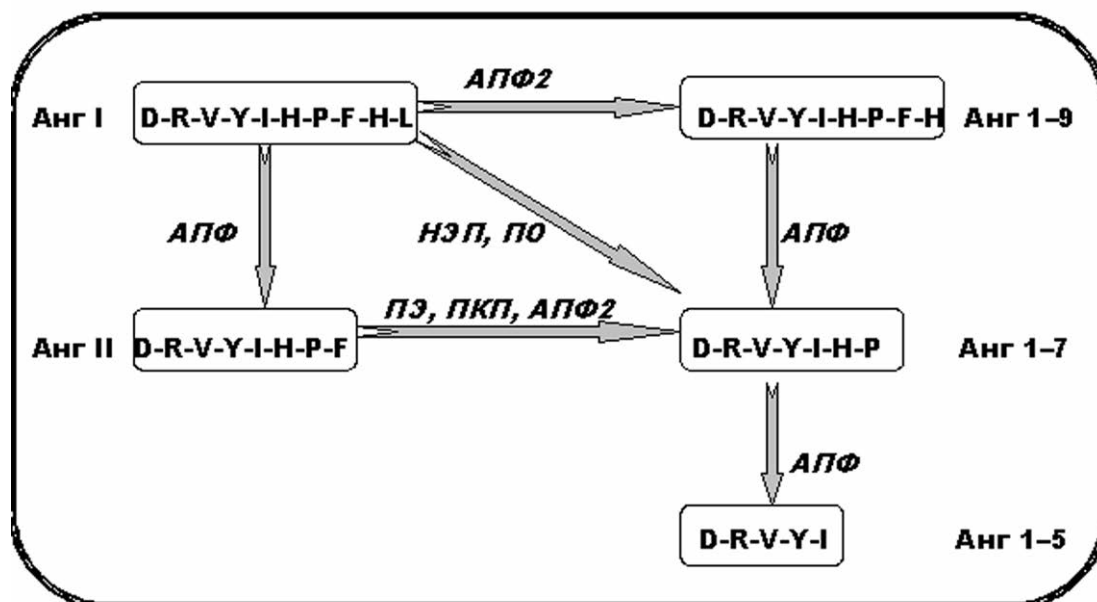 АПФ2
Анг I D-R-V-Y-I-H-P-F-H-L D-R-V-Y-I-H-P-F-H Анг 1–9
АПФ НЭП, ПО АПФ
ПЭ, ПКП, АПФ2
Анг II D-R-V-Y-I-H-P-F D-R-V-Y-I-H-P Анг 1–7
АПФ
D-R-V-Y-I Анг 1–5